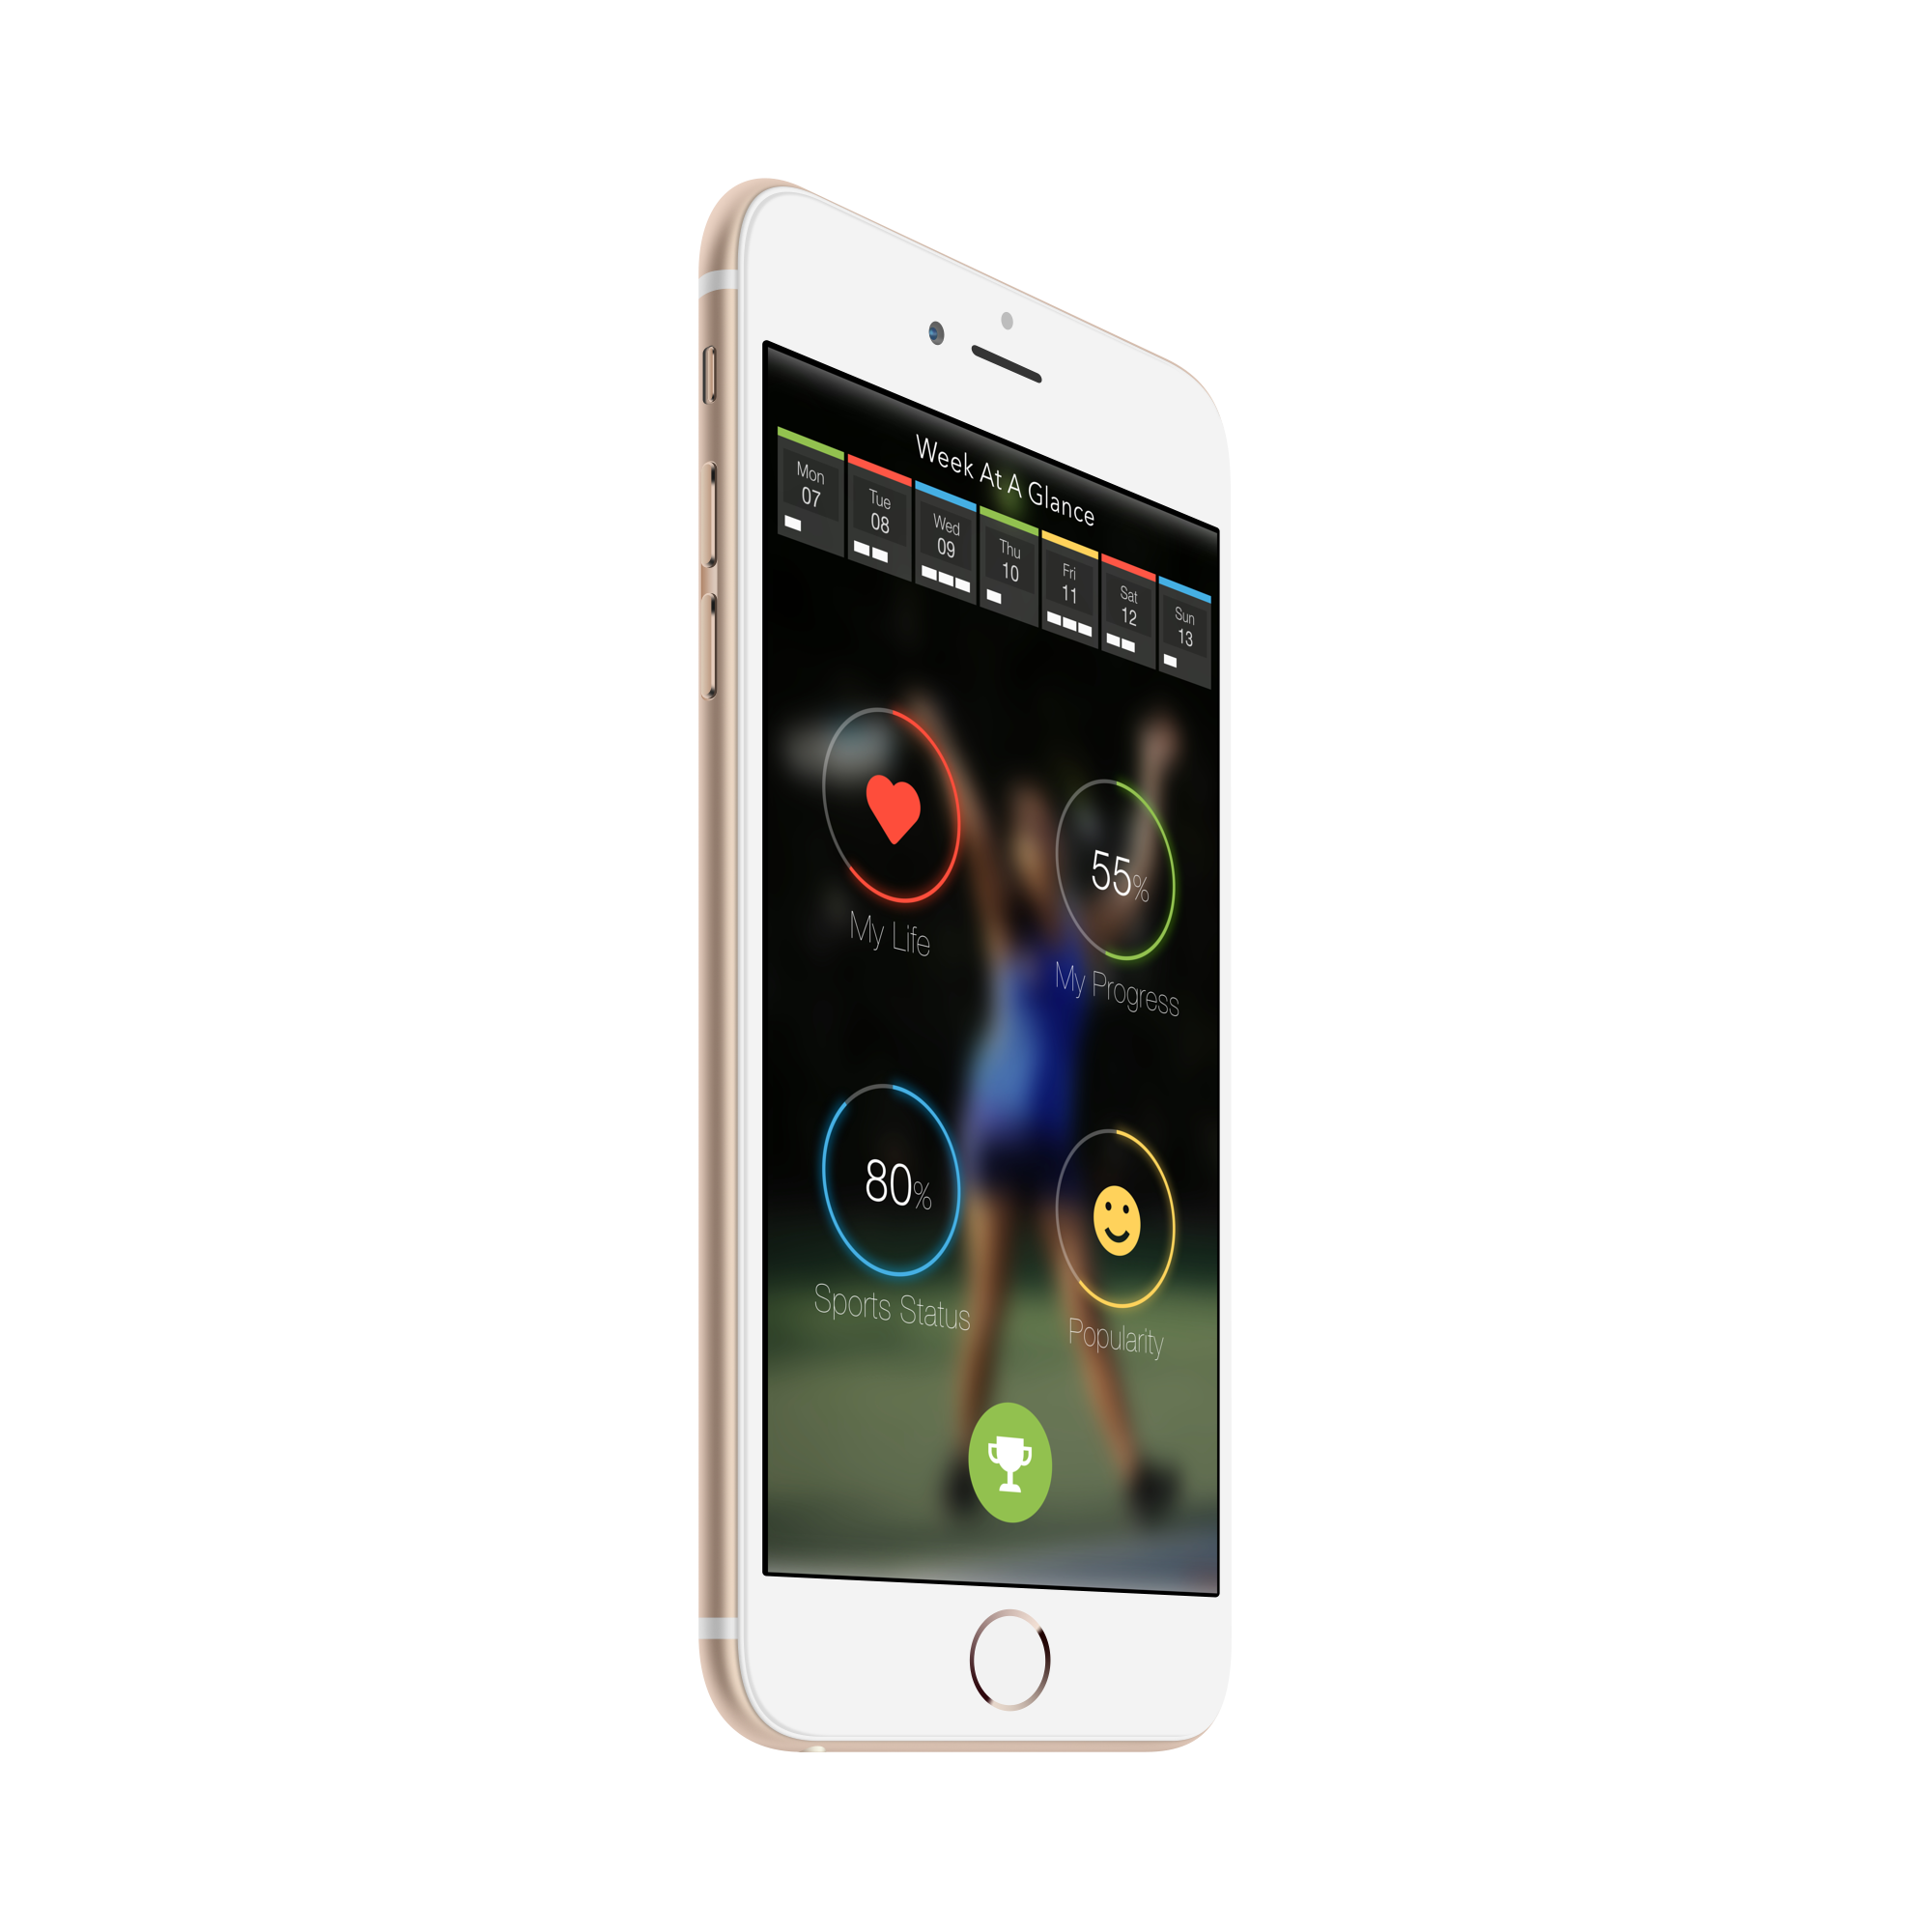 Week At A Glance
Mon Tue Wed Thu Fri Sat Sun
07 08 09 10 11 12 13
My Life
55%
My Progress
80%
Sports Status
Popularity